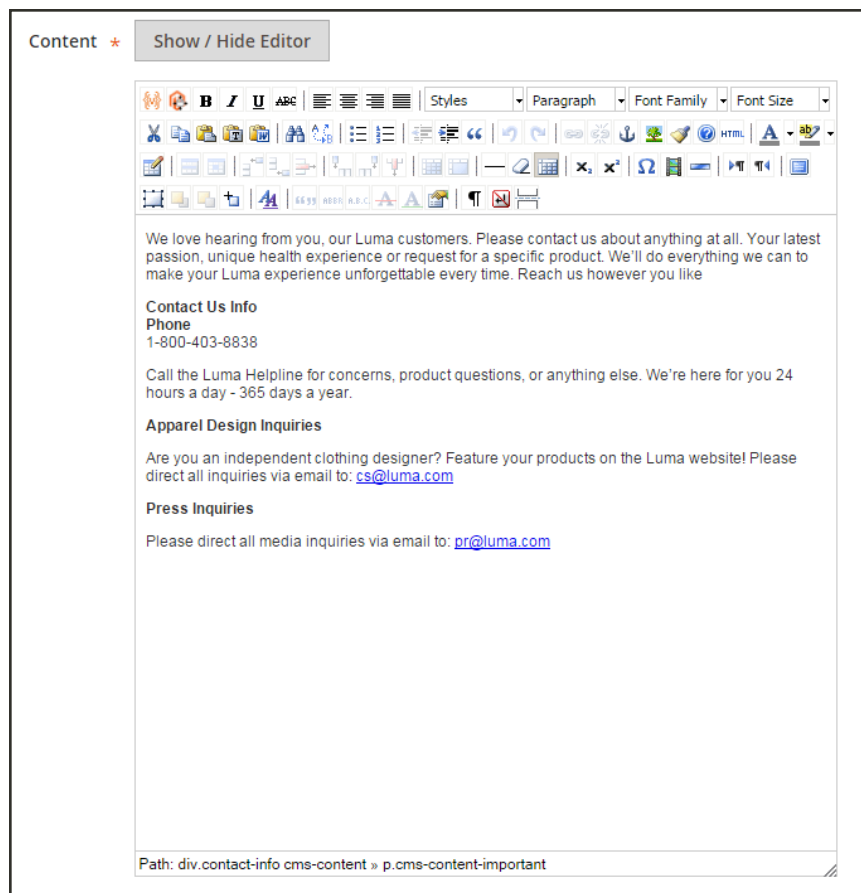 Content * Show / Hide Editor
B I U ABC Styles Paragraph Font Family Font Size
HTML A ab
x₂ x² Ω
A 6699 ABBR A.B.C. A A ¶
We love hearing from you, our Luma customers. Please contact us about anything at all. Your latest
passion, unique health experience or request for a specific product. We’ll do everything we can to
make your Luma experience unforgettable every time. Reach us however you like
Contact Us Info
Phone
1-800-403-8838
Call the Luma Helpline for concerns, product questions, or anything else. We’re here for you 24
hours a day - 365 days a year.
Apparel Design Inquiries
Are you an independent clothing designer? Feature your products on the Luma website! Please
direct all inquiries via email to: cs@luma.com
Press Inquiries
Please direct all media inquiries via email to: pr@luma.com
Path: div.contact-info cms-content » p.cms-content-important